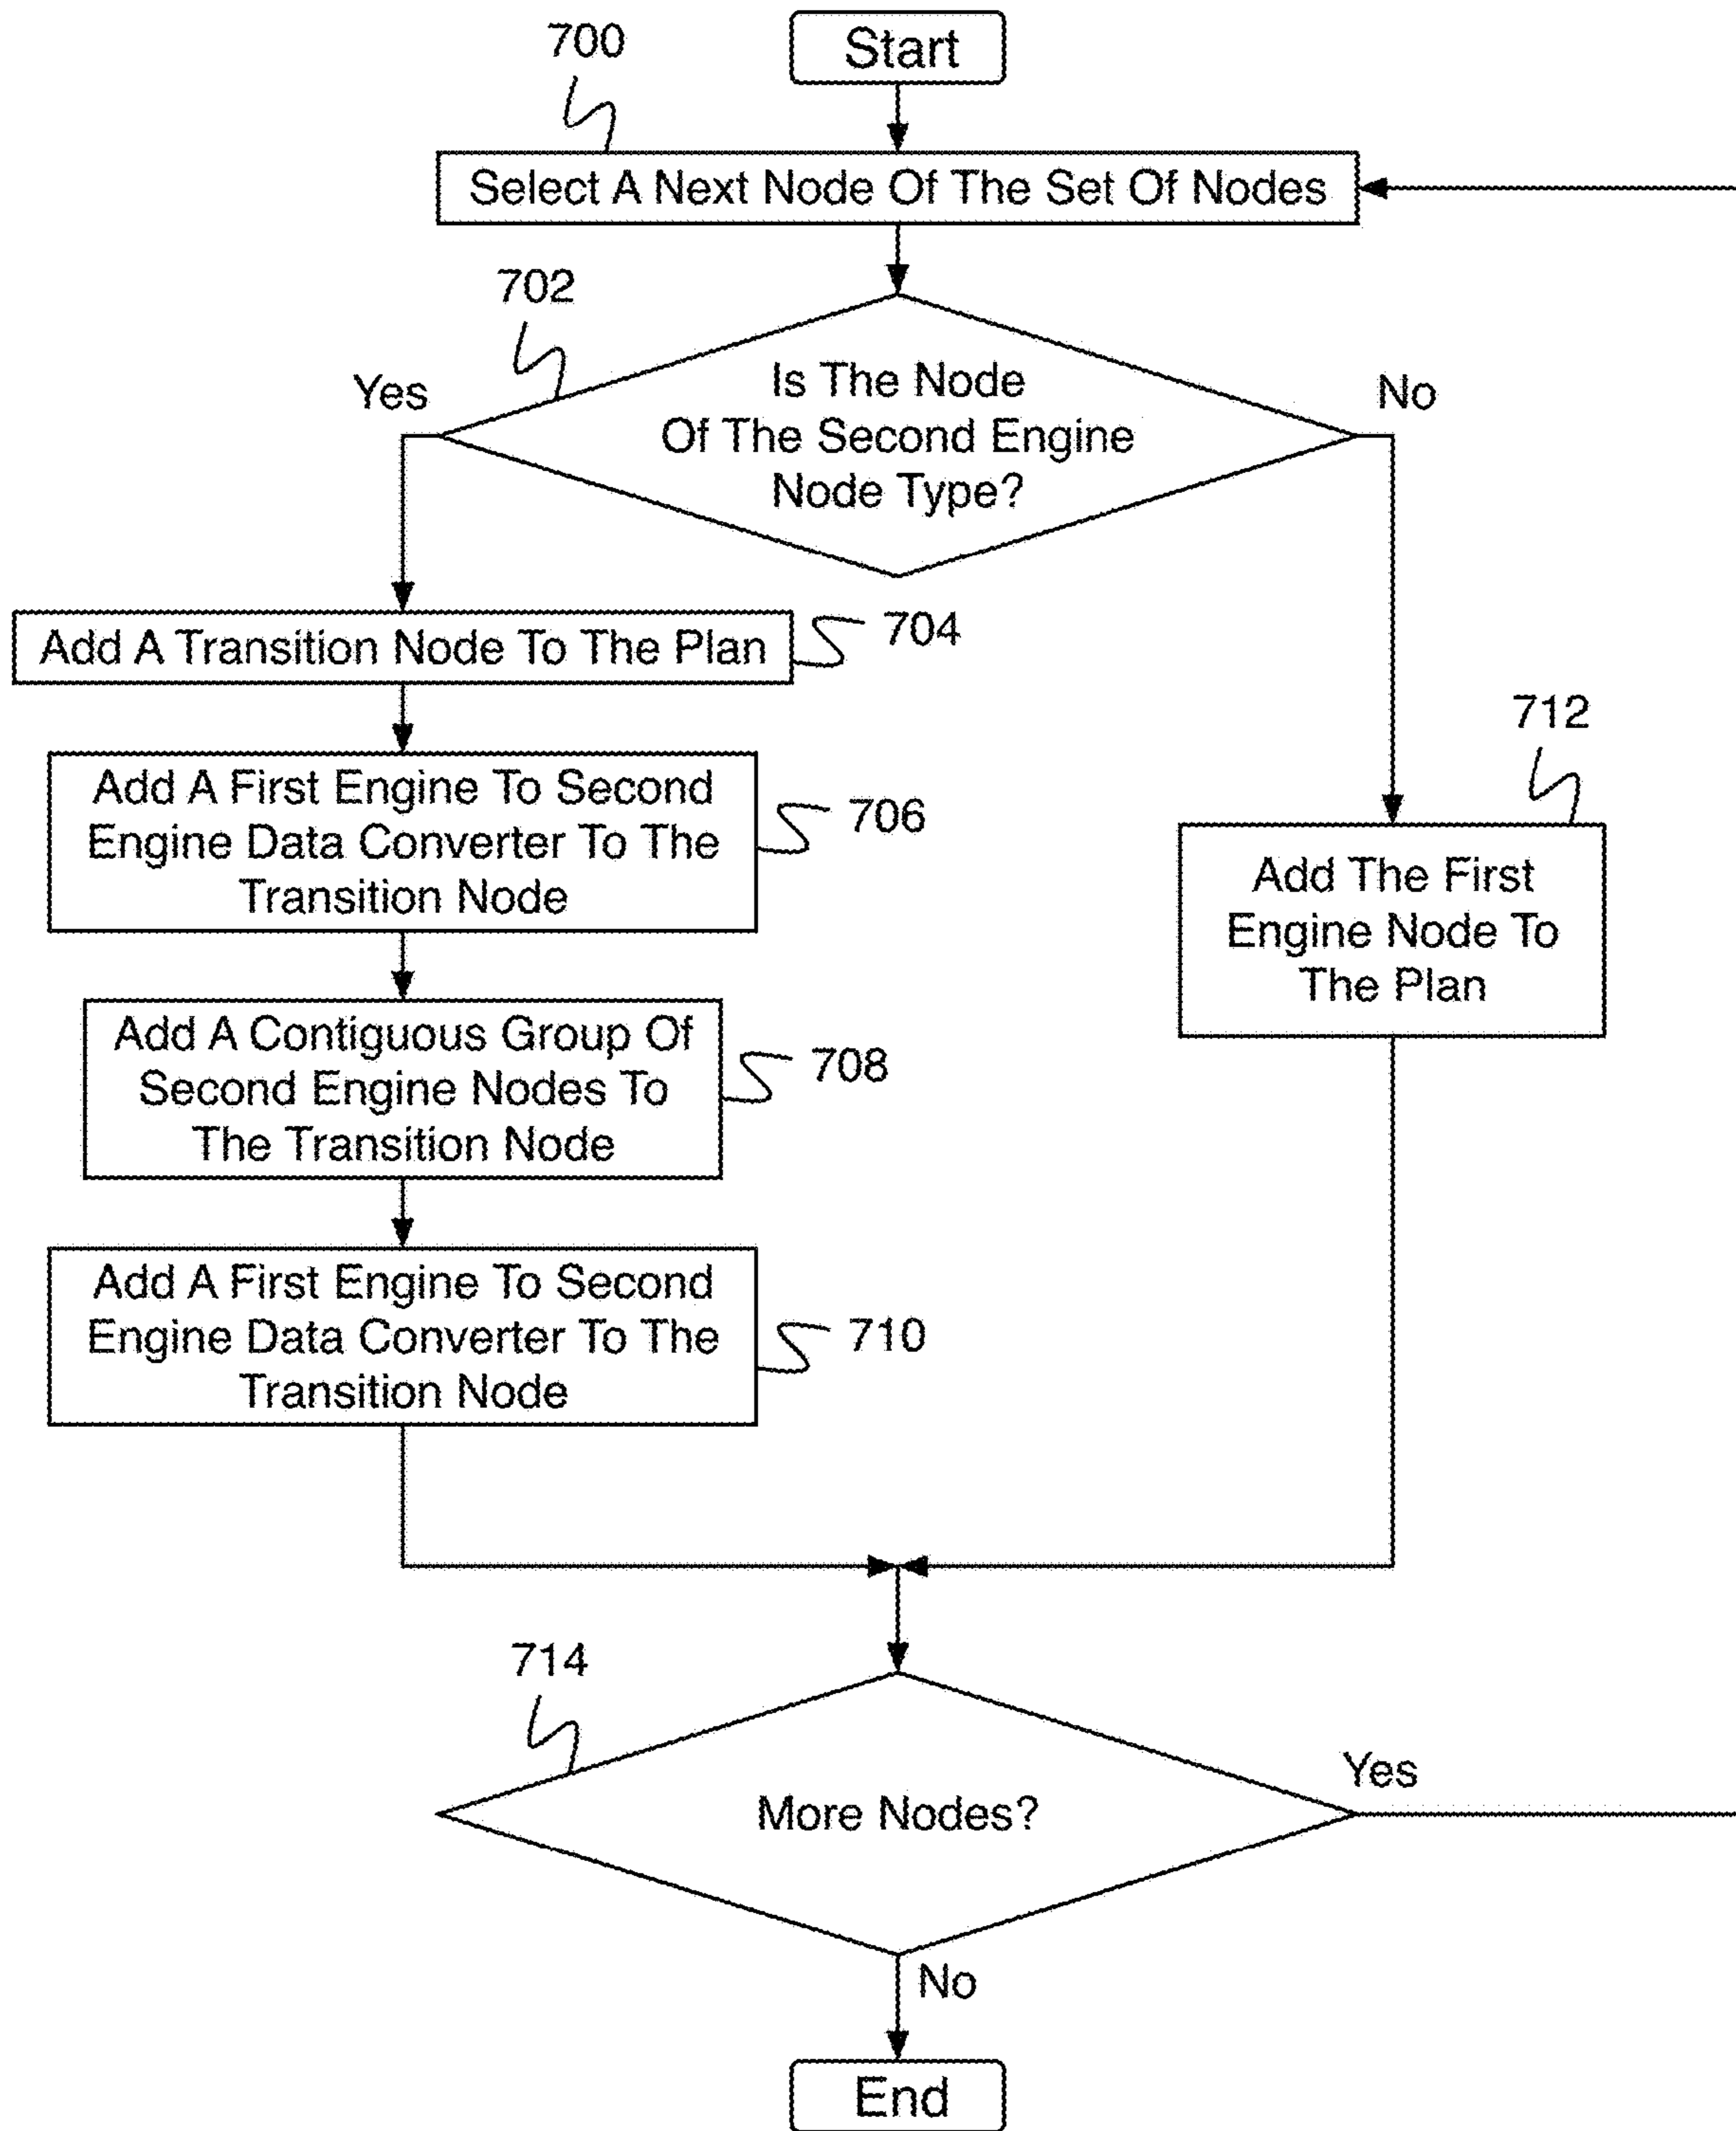 Start
700
Select A Next Node Of The Set Of Nodes
702
Yes
Is The Node
Of The Second Engine
Node Type?
No
Add A Transition Node To The Plan
704
Add A First Engine To Second
Engine Data Converter To The
Transition Node
706
712
Add The First
Engine Node To
The Plan
Add A Contiguous Group Of
Second Engine Nodes To
The Transition Node
708
Add A First Engine To Second
Engine Data Converter To The
Transition Node
710
714
More Nodes?
Yes
No
End